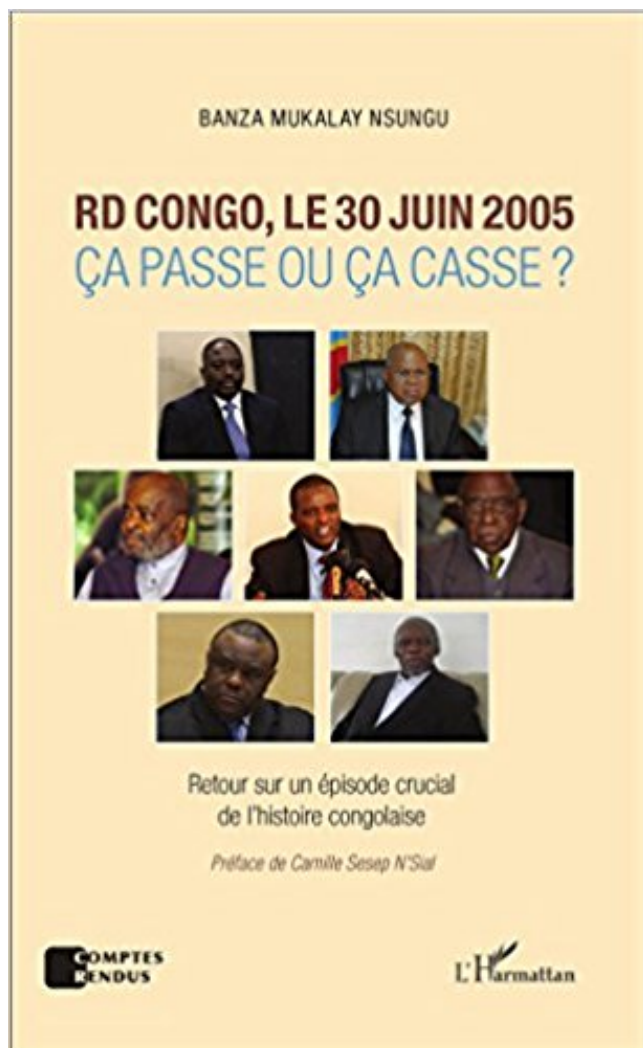 BANZA MUKALAY NSUNGU
RD CONGO, LE 30 JUIN 2005
ÇA PASSE OU ÇA CASSE ?
Retour sur un épisode crucial
de l'histoire congolaise
Préface de Camille Sesep N'Sial
COMPTES
RENDUS
L'Harmattan